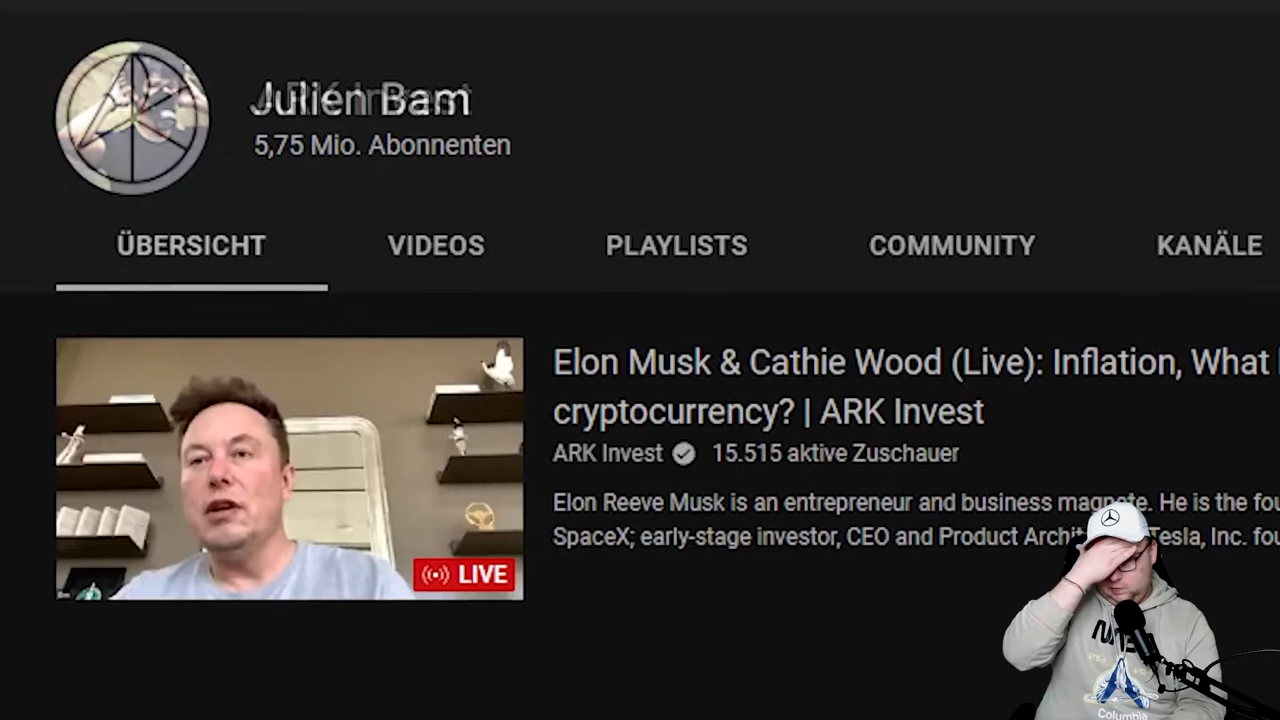 Julien Bam
5,75 Mio. Abonnenten
ÜBERSICHT VIDEOS PLAYLISTS COMMUNITY KANÄLE
Elon Musk & Cathie Wood (Live): Inflation, What
cryptocurrency? | ARK Invest
ARK Invest 15.515 aktive Zuschauer
Elon Reeve Musk is an entrepreneur and business magnate. He is the fou
SpaceX; early-stage investor, CEO and Product Archi Tesla, Inc. fou
LIVE
NASA
Columbia